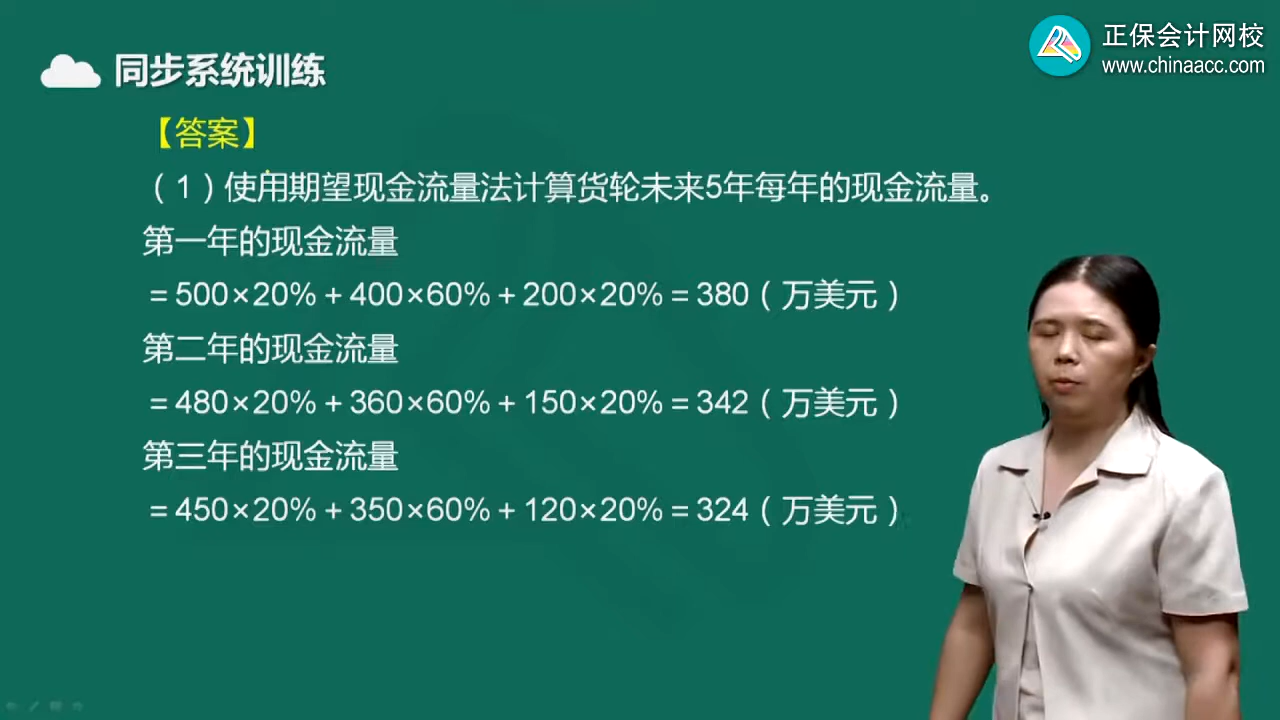 正保会计网校
www.chinaacc.com
同步系统训练
【答案】
（1）使用期望现金流量法计算货轮未来5年每年的现金流量。
第一年的现金流量
＝500×20%＋400×60%＋200×20%＝380（万美元）
第二年的现金流量
＝480×20%＋360×60%＋150×20%＝342（万美元）
第三年的现金流量
＝450×20%＋350×60%＋120×20%＝324（万美元）